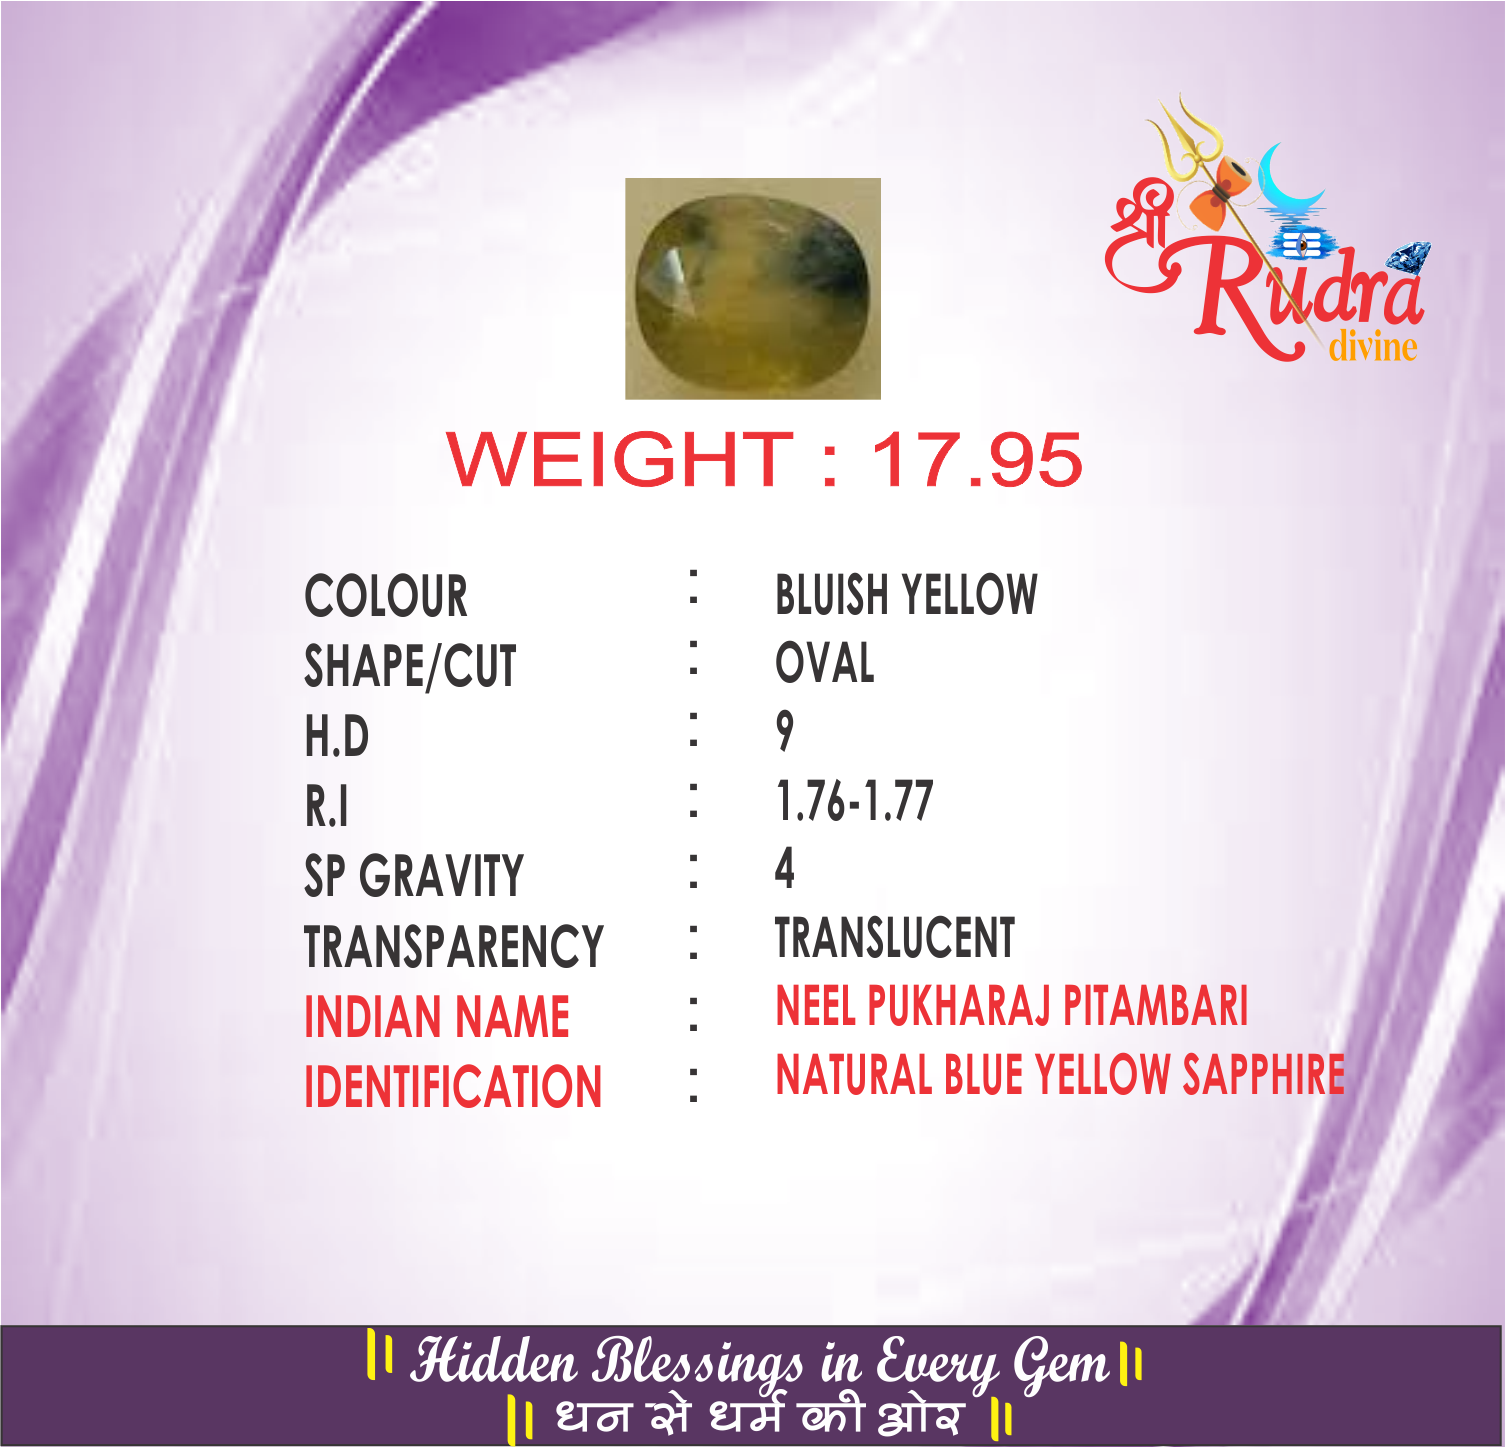 श्री Rudra
divine
WEIGHT : 17.95
COLOUR : BLUISH YELLOW
SHAPE/CUT : OVAL
H.D : 9
R.I : 1.76-1.77
SP GRAVITY : 4
TRANSPARENCY : TRANSLUCENT
INDIAN NAME : NEEL PUKHARAJ PITAMBARI
IDENTIFICATION : NATURAL BLUE YELLOW SAPPHIRE
|| Hidden Blessings in Every Gem ||
|| धन से धर्म की ओर ||